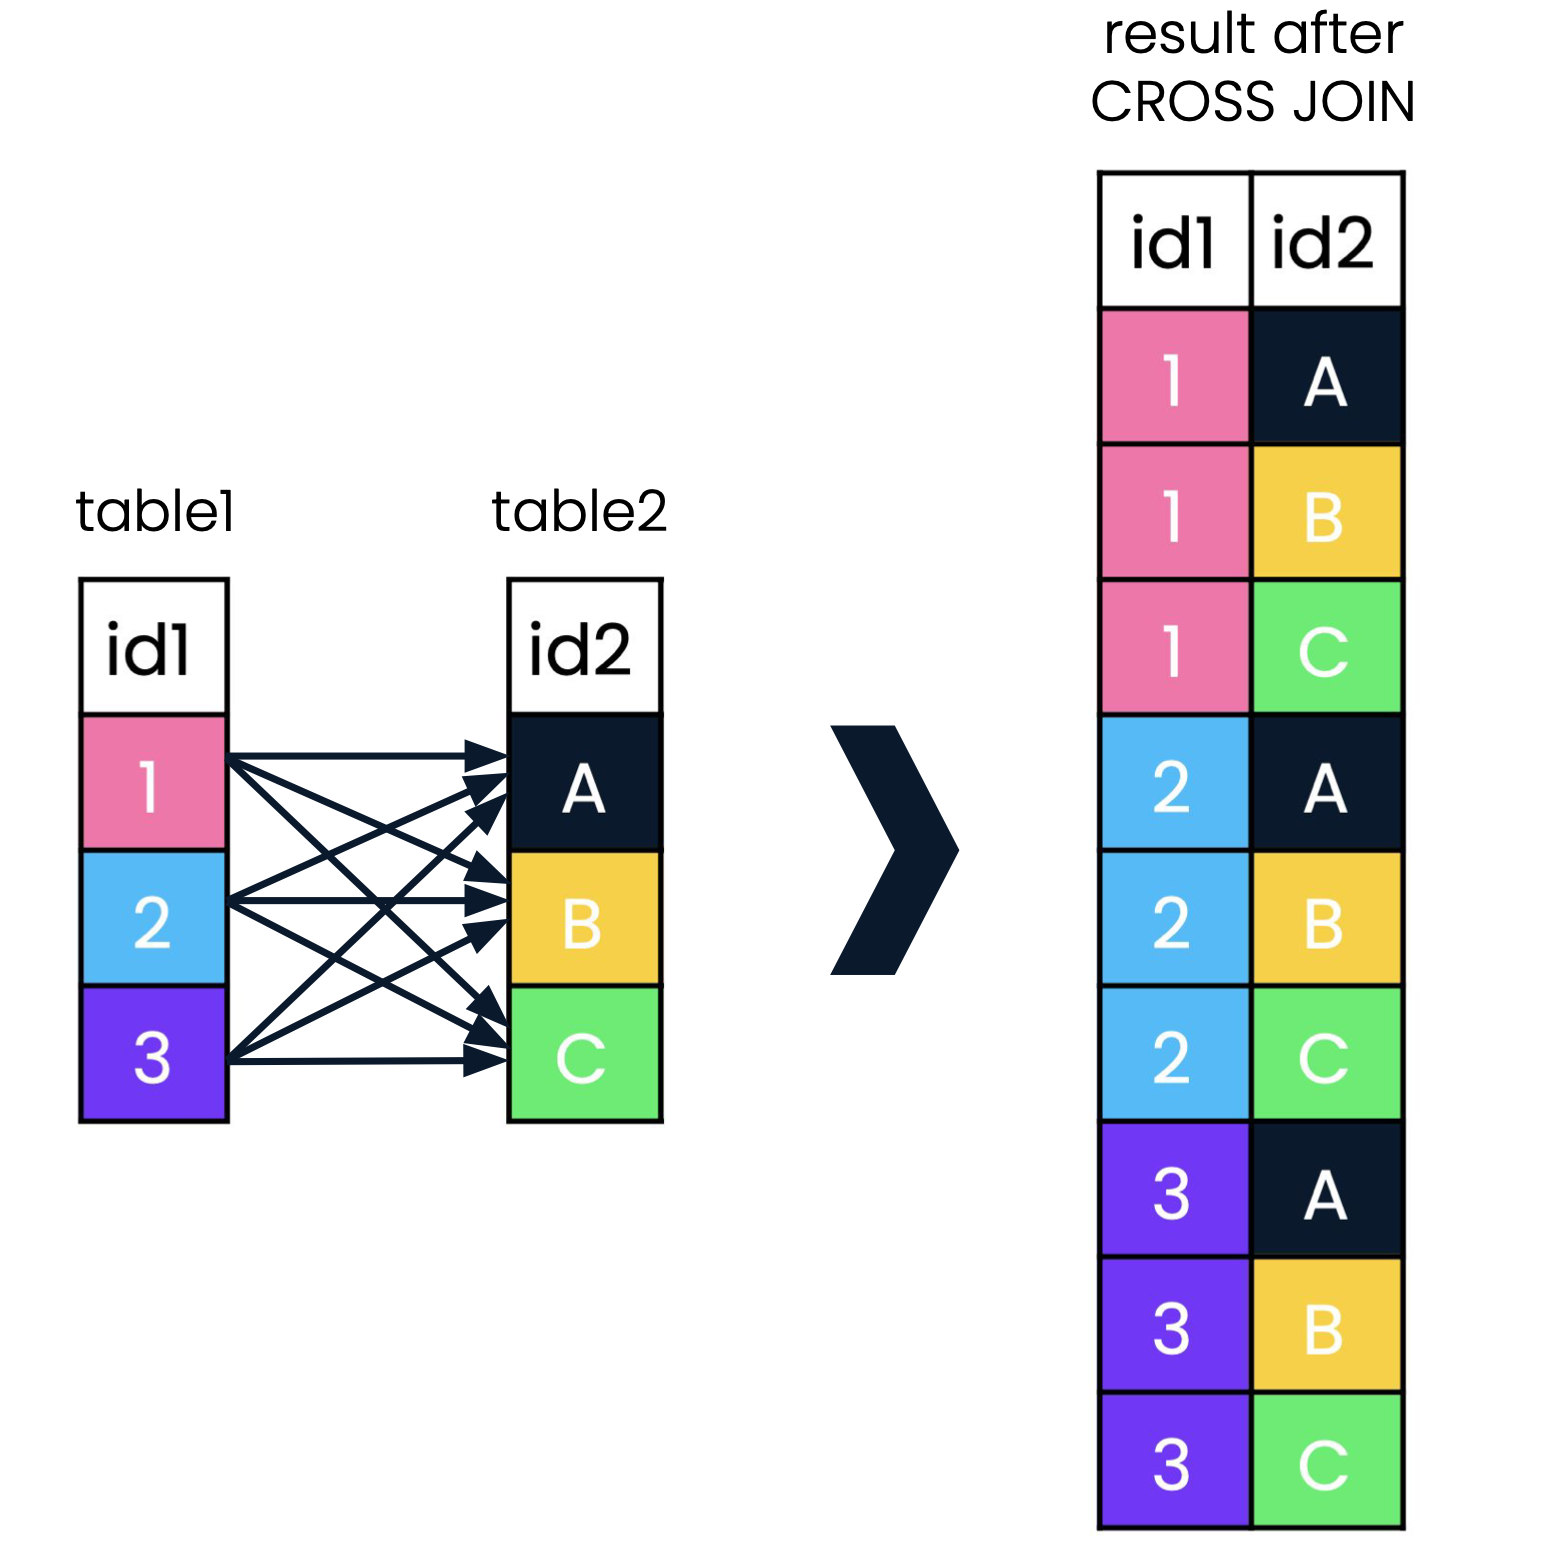 result after
CROSS JOIN
table1
id1
1
2
3
table2
id2
A
B
C
id1 id2
1 A
1 B
1 C
2 A
2 B
2 C
3 A
3 B
3 C